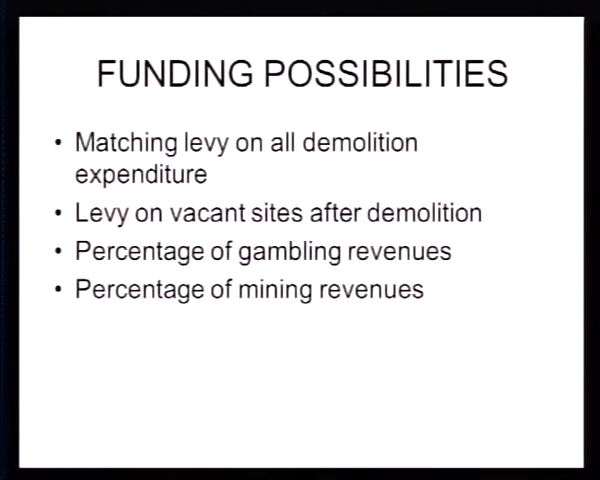 FUNDING POSSIBILITIES
• Matching levy on all demolition
expenditure
• Levy on vacant sites after demolition
• Percentage of gambling revenues
• Percentage of mining revenues